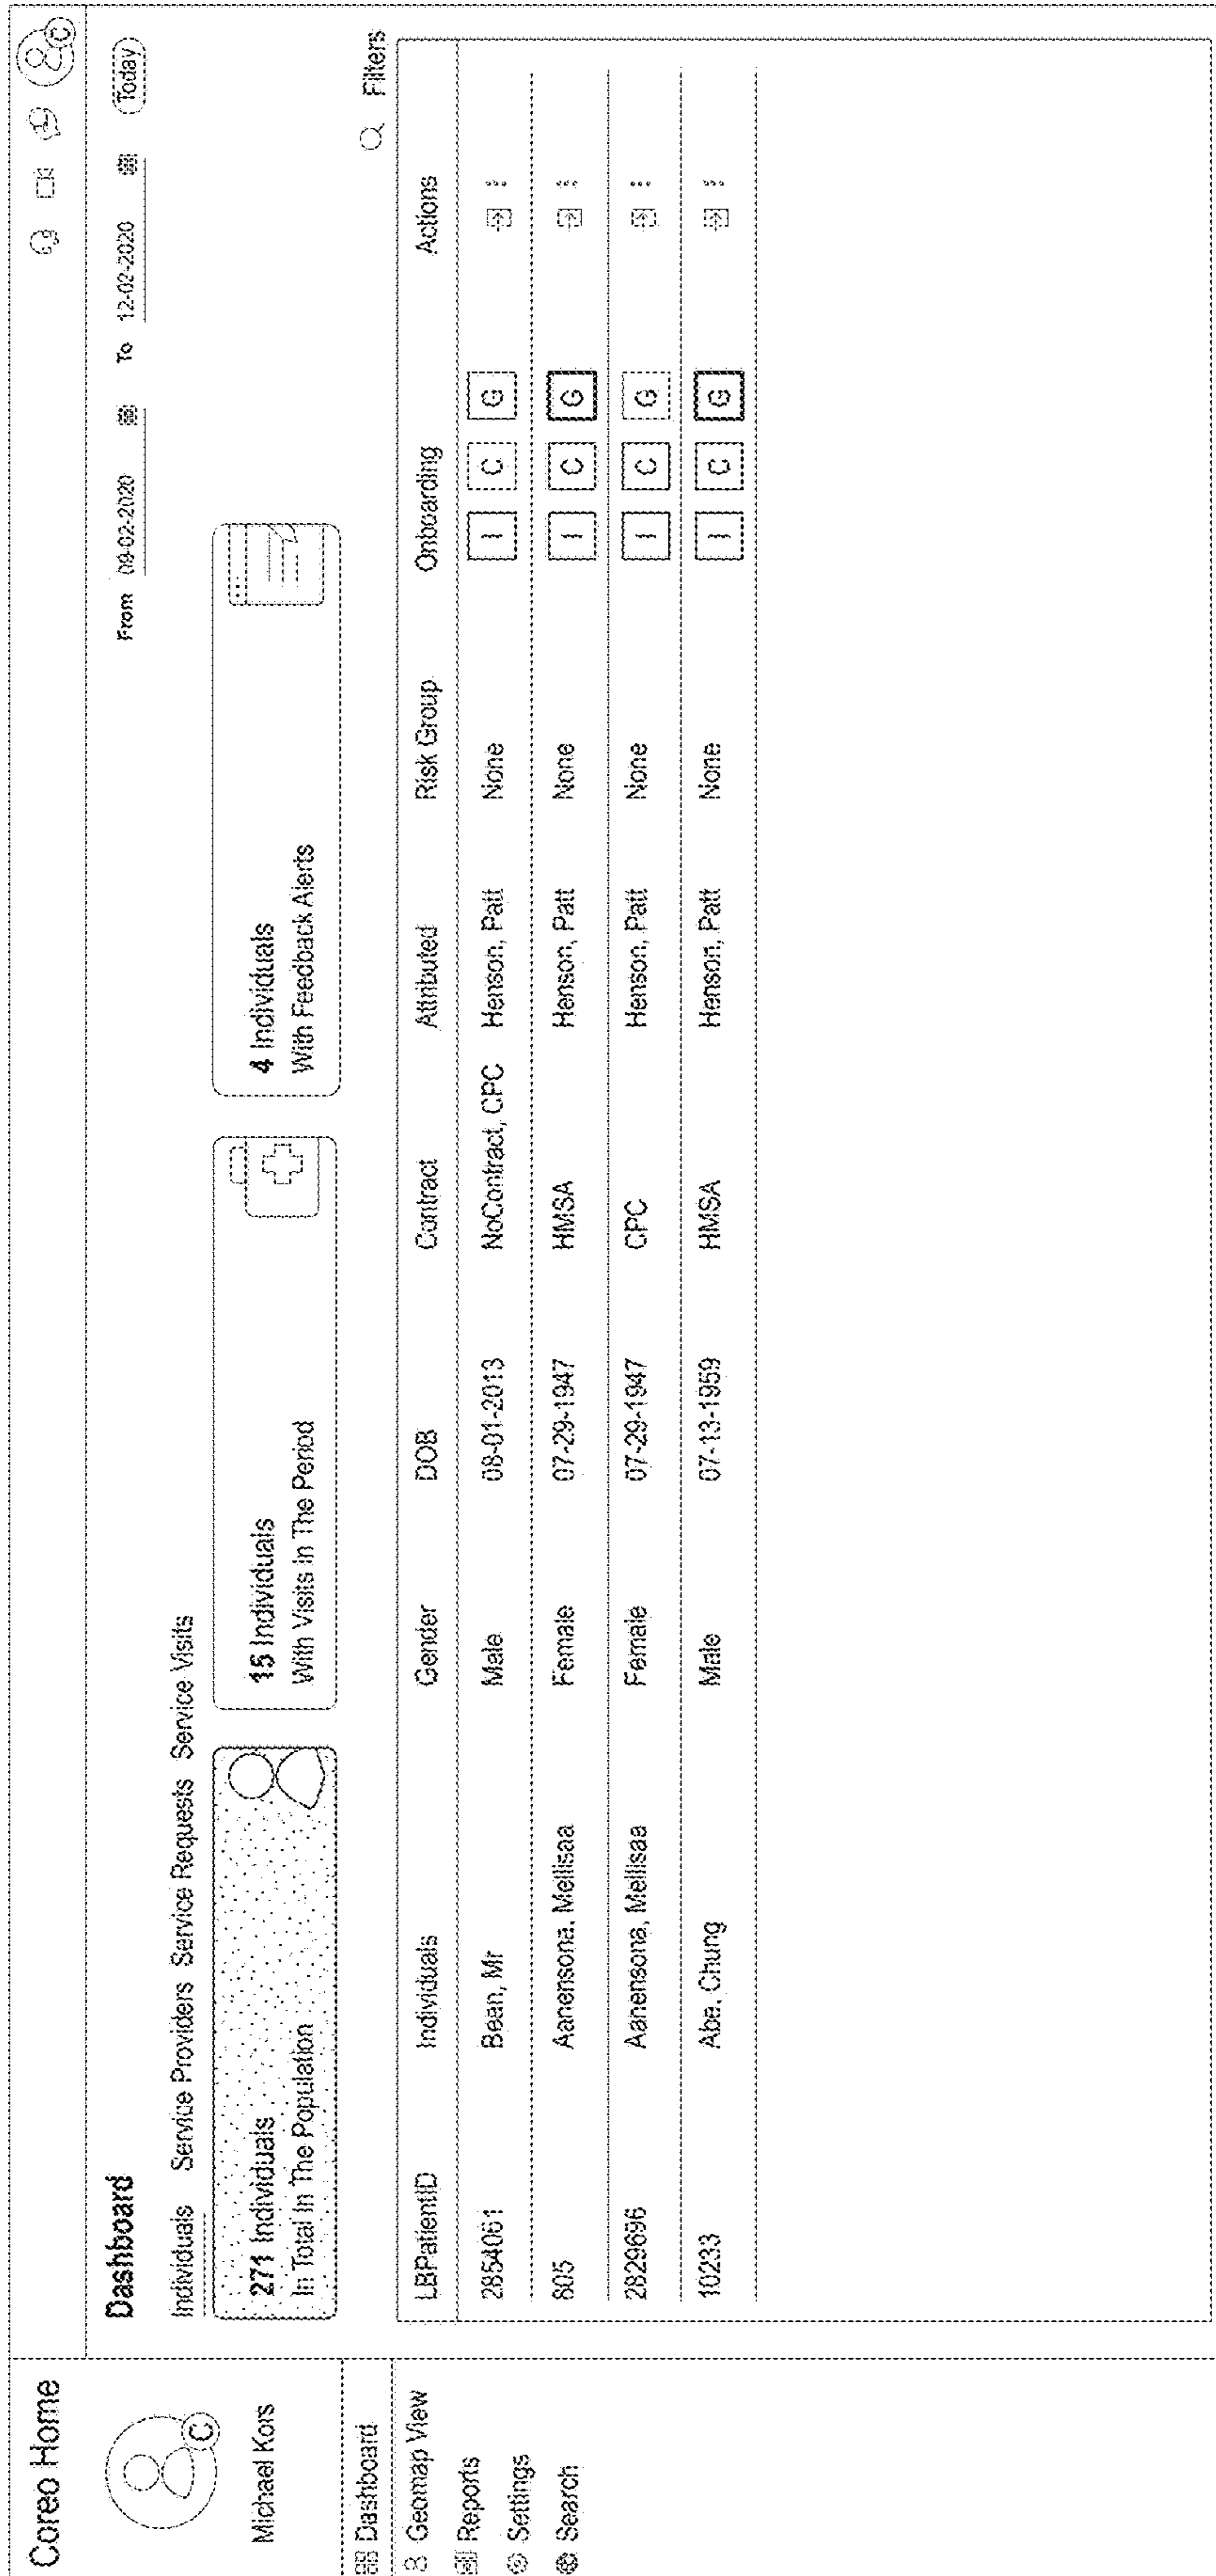 Coreo Home
Michael Kors
Dashboard
Geomap View
Reports
Settings
Search
Dashboard
From 09-02-2020 To 12-02-2020 Today
Individuals Service Providers Service Requests Service Visits
271 Individuals
In Total In The Population
15 Individuals
With Visits In The Period
4 Individuals
With Feedback Alerts
Filters
LBPatientID Individuals Gender DOB Contract Attributed Risk Group Onboarding Actions
2854061 Bean, Mr Male 08-01-2013 NoContract, CPC Henson, Patt None I C G
605 Aanensona, Mellisaa Female 07-29-1947 HMSA Henson, Patt None I C G
2829696 Aanensona, Mellisaa Female 07-29-1947 CPC Henson, Patt None I C G
10233 Abe, Chung Male 07-13-1959 HMSA Henson, Patt None I C G
C
C